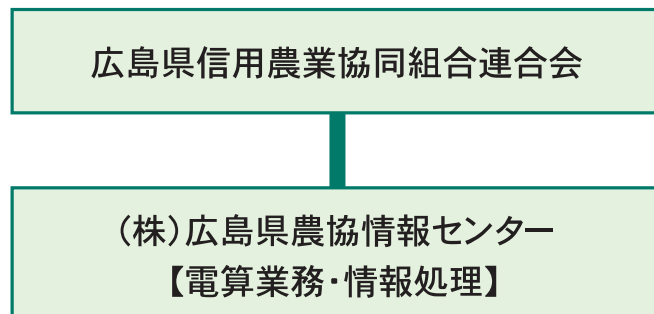 広島県信用農業協同組合連合会
（株）広島県農協情報センター
【電算業務・情報処理】